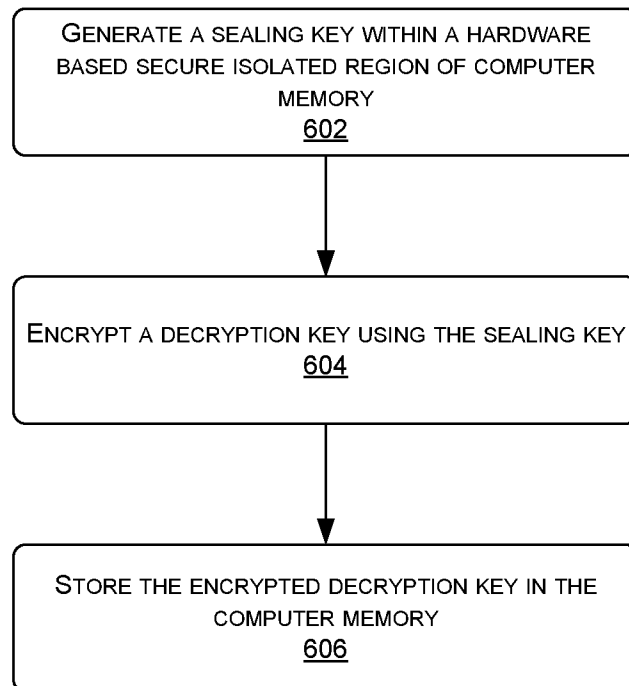 GENERATE A SEALING KEY WITHIN A HARDWARE
BASED SECURE ISOLATED REGION OF COMPUTER
MEMORY
602
ENCRYPT A DECRYPTION KEY USING THE SEALING KEY
604
STORE THE ENCRYPTED DECRYPTION KEY IN THE
COMPUTER MEMORY
606